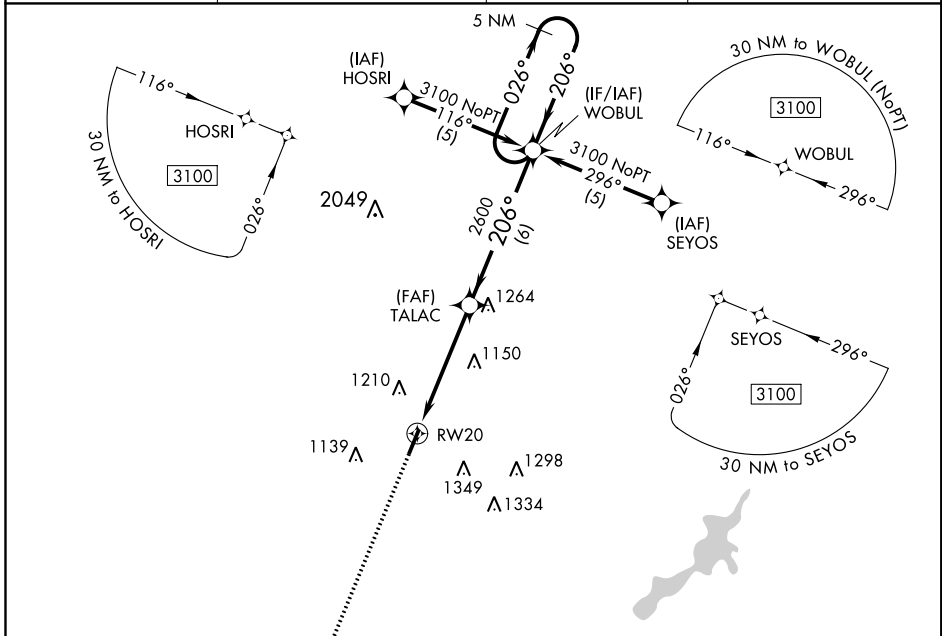 5 NM
(IAF)
HOSRI
3100 NoPT
116°
(5)
026°
206°
(IF/IAF)
WOBUL
3100 NoPT
296°
(5)
(IAF)
SEYOS
30 NM to WOBUL (NoPT)
3100
116°
WOBUL
296°
116°
HOSRI
3100
026°
30 NM to HOSRI
2049
2600
206°
(6)
(FAF)
TALAC
1264
1150
1210
RW20
1139
1298
1349
1334
SEYOS
296°
026°
3100
30 NM to SEYOS